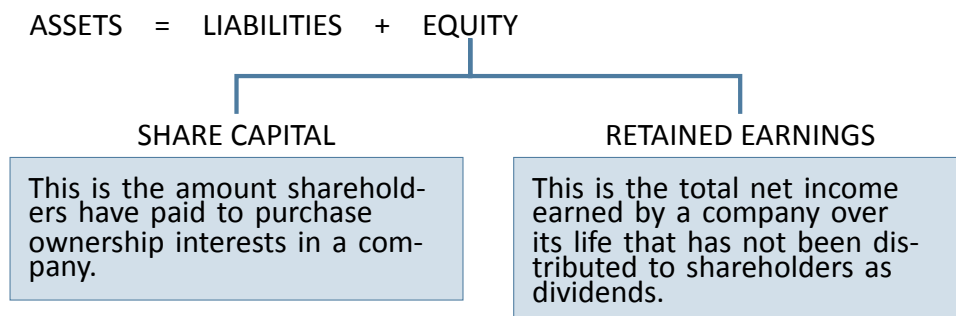 ASSETS = LIABILITIES + EQUITY
SHARE CAPITAL
This is the amount sharehold-
ers have paid to purchase
ownership interests in a com-
pany.
RETAINED EARNINGS
This is the total net income
earned by a company over
its life that has not been dis-
tributed to shareholders as
dividends.